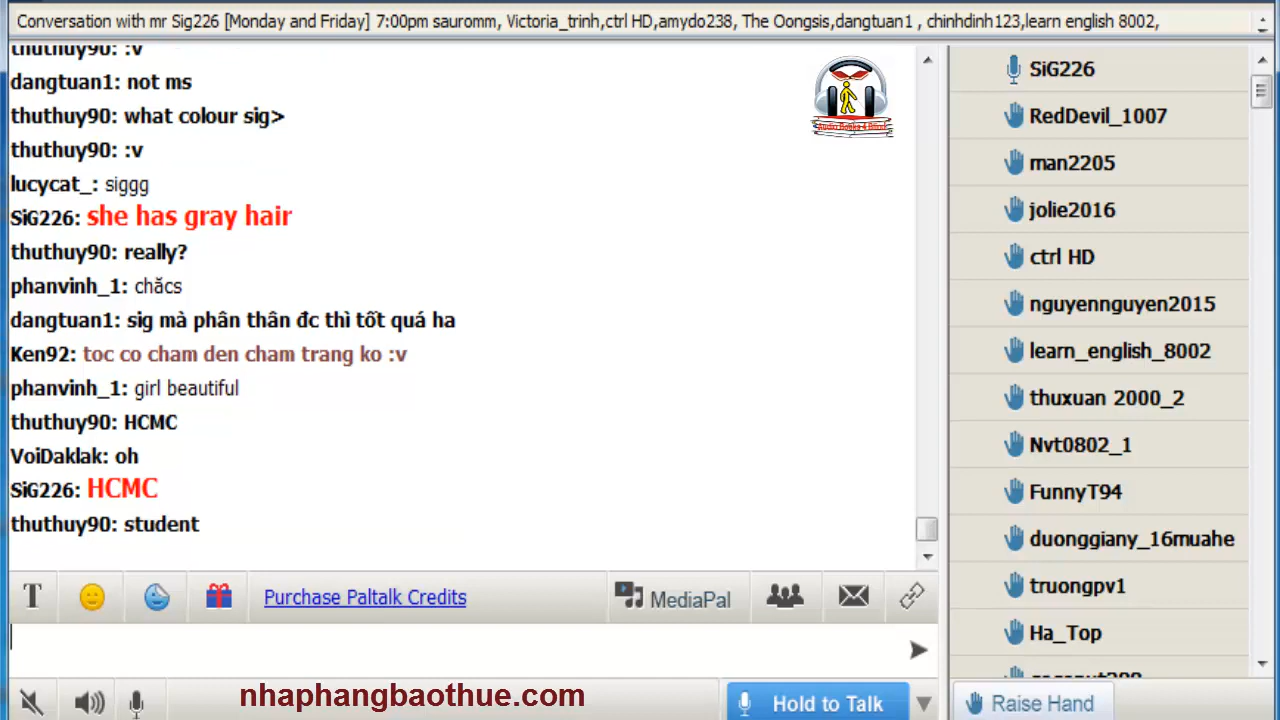 Conversation with mr Sig226 [Monday and Friday] 7:00pm sauromm, Victoria_trinh,ctrl HD,amydo238, The Oongsis,dangtuan1 , chinhdinh123,learn english 8002,
thuthuy90: :v
dangtuan1: not ms
thuthuy90: what colour sig>
thuthuy90: :v
lucycat_: siggg
SiG226: she has gray hair
thuthuy90: really?
phanvinh_1: chăcs
dangtuan1: sig mà phân thân đc thì tốt quá ha
Ken92: toc co cham den cham trang ko :v
phanvinh_1: girl beautiful
thuthuy90: HCMC
VoiDaklak: oh
SiG226: HCMC
thuthuy90: student
T
Purchase Paltalk Credits
MediaPal
nhaphangbaothue.com
Hold to Talk
SiG226
RedDevil_1007
man2205
jolie2016
ctrl HD
nguyennguyen2015
learn_english_8002
thuxuan 2000_2
Nvt0802_1
FunnyT94
duonggiany_16muahe
truongpv1
Ha_Top
Raise Hand